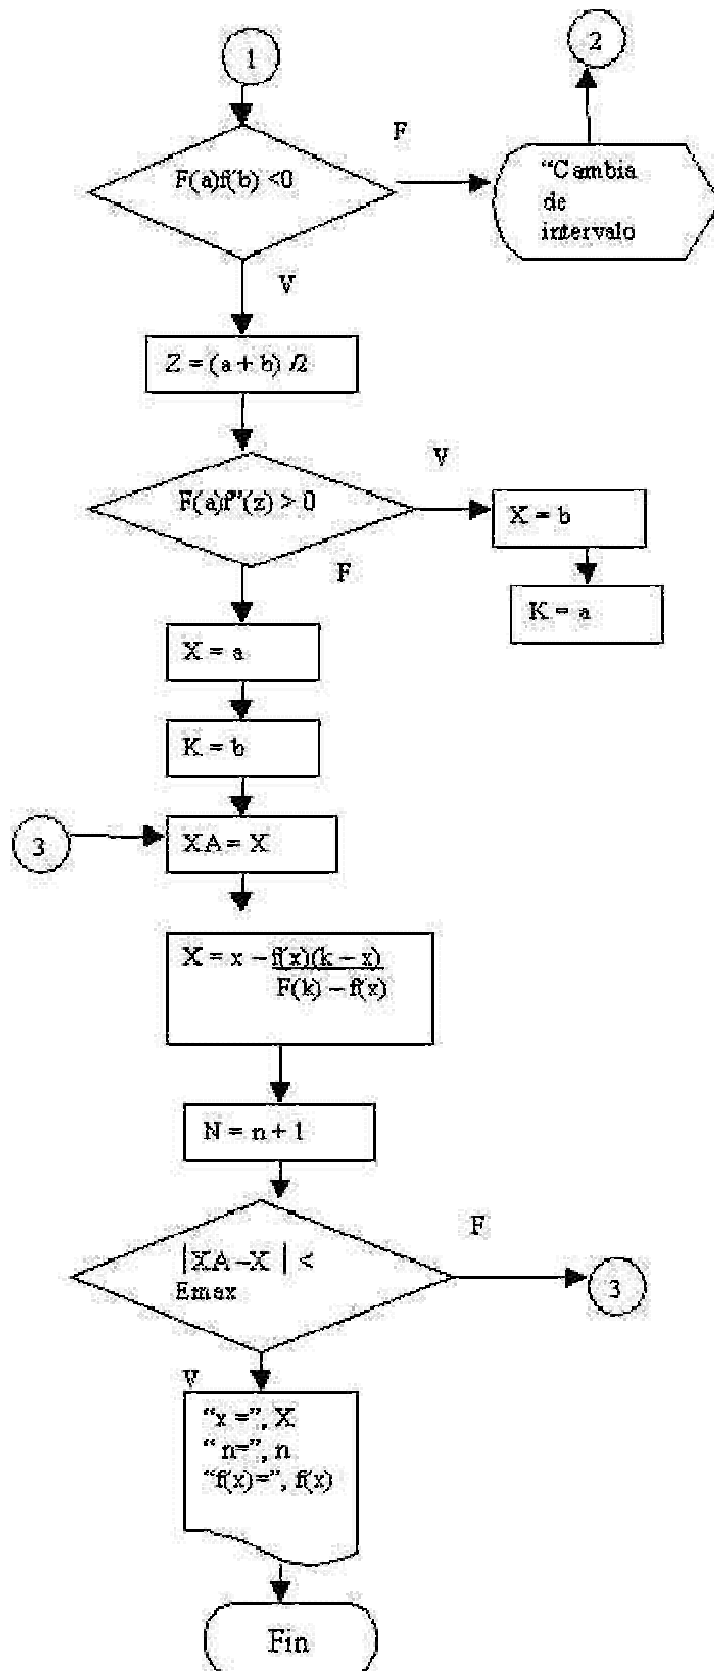 1
2
F(a)f(b) <0
F
“Cambia
de
intervalo
V
Z = (a + b) /2
F(a)f”(z) > 0
V
X = b
K = a
F
X = a
K = b
3
XA = X
X = x – f(x)(k – x)
F(k) – f(x)
N = n + 1
|XA –X | <
Emax
F
3
V
“x =”, X
“ n=”, n
“f(x)=”, f(x)
Fin